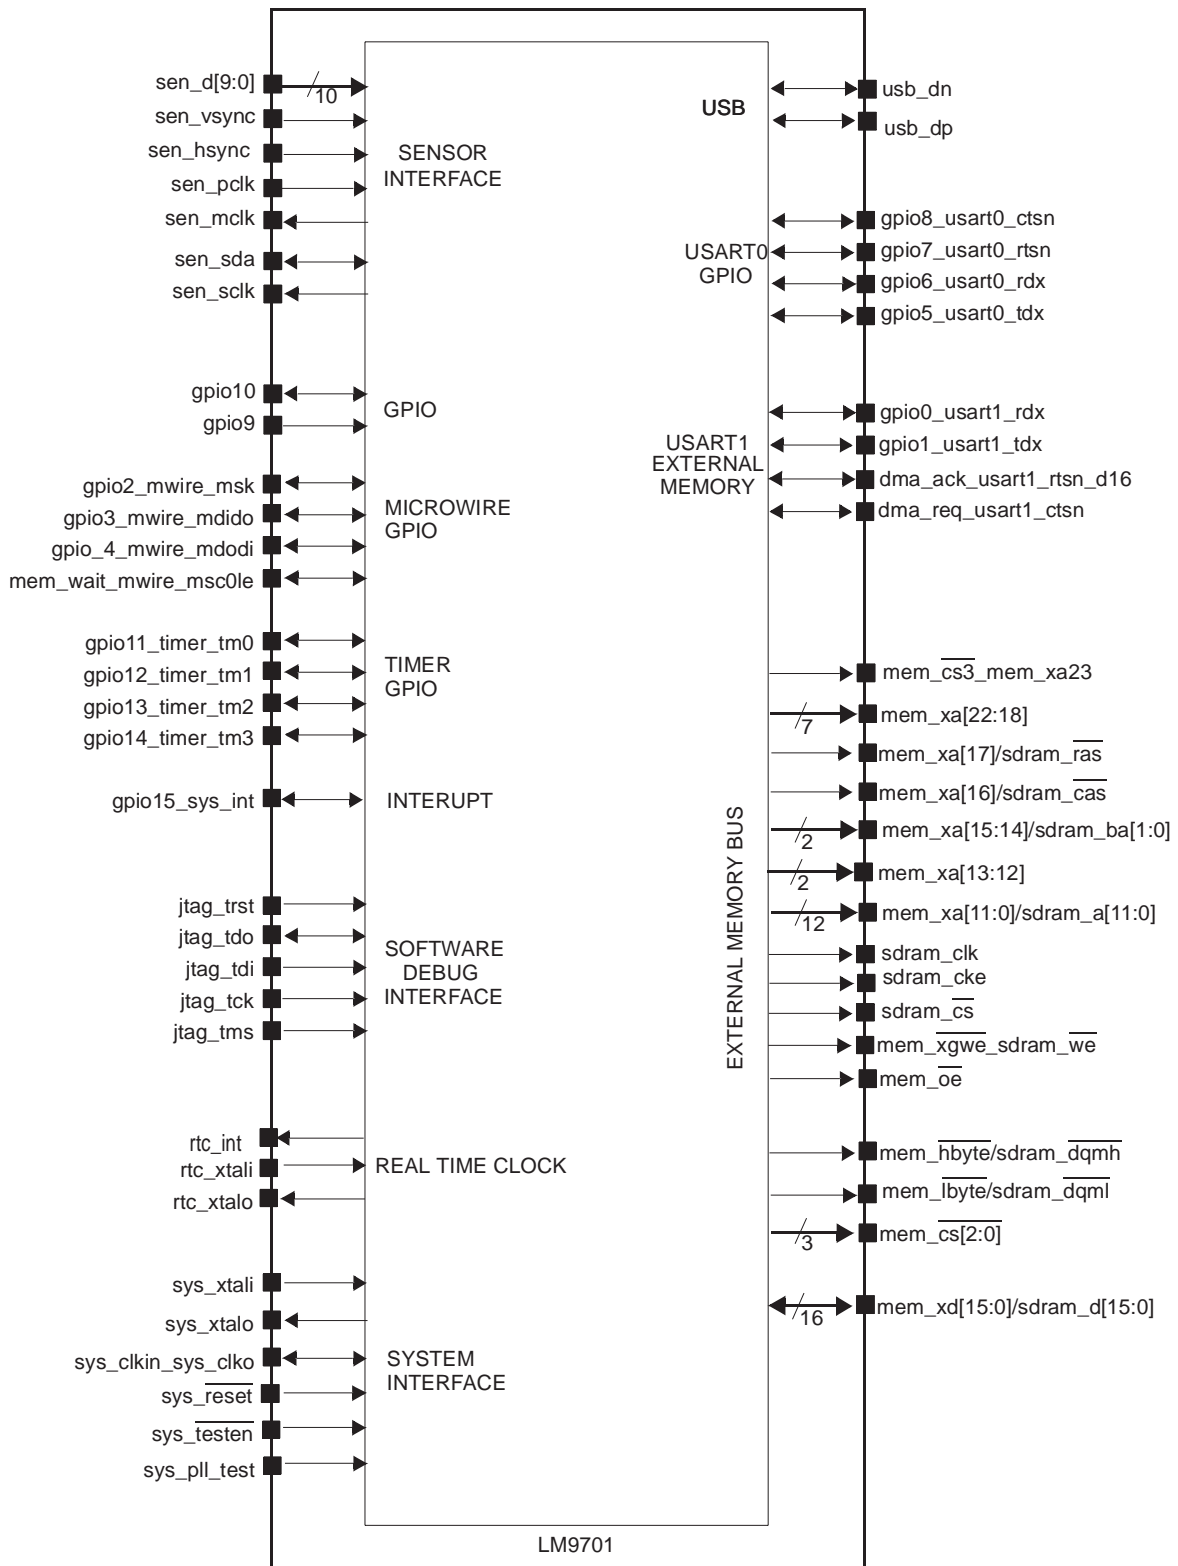 sen_d[9:0]
10
sen_vsync
sen_hsync
sen_pclk
sen_mclk
sen_sda
sen_sclk
SENSOR
INTERFACE
gpio10
gpio9
GPIO
gpio2_mwire_msk
gpio3_mwire_mdido
gpio_4_mwire_mdodi
mem_wait_mwire_msc0le
MICROWIRE
GPIO
gpio11_timer_tm0
gpio12_timer_tm1
gpio13_timer_tm2
gpio14_timer_tm3
TIMER
GPIO
gpio15_sys_int
INTERUPT
jtag_trst
jtag_tdo
jtag_tdi
jtag_tck
jtag_tms
SOFTWARE
DEBUG
INTERFACE
rtc_int
rtc_xtali
rtc_xtalo
REAL TIME CLOCK
sys_xtali
sys_xtalo
sys_clkin_sys_clko
sys_reset
sys_testen
sys_pll_test
SYSTEM
INTERFACE
USB
usb_dn
usb_dp
USART0
GPIO
gpio8_usart0_ctsn
gpio7_usart0_rtsn
gpio6_usart0_rdx
gpio5_usart0_tdx
USART1
EXTERNAL
MEMORY
gpio0_usart1_rdx
gpio1_usart1_tdx
dma_ack_usart1_rtsn_d16
dma_req_usart1_ctsn
EXTERNAL MEMORY BUS
mem_cs3_mem_xa23
7
mem_xa[22:18]
mem_xa[17]/sdram_ras
mem_xa[16]/sdram_cas
2
mem_xa[15:14]/sdram_ba[1:0]
2
mem_xa[13:12]
12
mem_xa[11:0]/sdram_a[11:0]
sdram_clk
sdram_cke
sdram_cs
mem_xgwe_sdram_we
mem_oe
mem_hbyte/sdram_dqmh
mem_lbyte/sdram_dqml
3
mem_cs[2:0]
16
mem_xd[15:0]/sdram_d[15:0]
LM9701